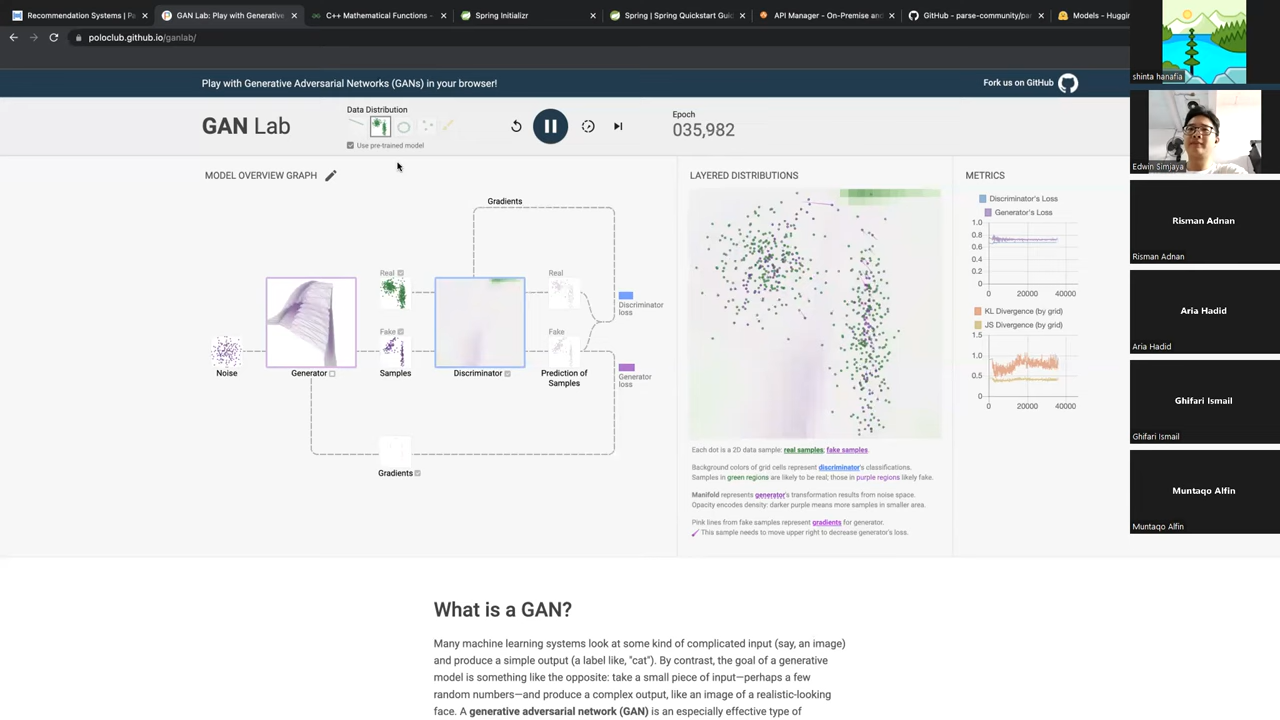 Recommendation Systems | Pa
GAN Lab: Play with Generative
C++ Mathematical Functions -
Spring Initializr
Spring | Spring Quickstart Gui
API Manager - On-Premise and
GitHub - parse-community/par
Models - Huggin
poloclub.github.io/ganlab/
Play with Generative Adversarial Networks (GANs) in your browser!
Fork us on GitHub
GAN Lab
Data Distribution
Use pre-trained model
Epoch
035,982
MODEL OVERVIEW GRAPH
Gradients
Real
Real
Fake
Fake
Noise
Generator
Samples
Discriminator
Prediction of
Samples
Discriminator
loss
Generator
loss
Gradients
LAYERED DISTRIBUTIONS
Each dot is a 2D data sample: real samples; fake samples.
Background colors of grid cells represent discriminator's classifications.
Samples in green regions are likely to be real; those in purple regions likely fake.
Manifold represents generator's transformation results from noise space.
Opacity encodes density: darker purple means more samples in smaller area.
Pink lines from fake samples represent gradients for generator.
This sample needs to move upper right to decrease generator's loss.
METRICS
Discriminator's Loss
Generator's Loss
1.0
0.8
0.6
0.4
0.2
0
0 20000 40000
KL Divergence (by grid)
JS Divergence (by grid)
1.5
1.0
0.5
0
0 20000 40000
What is a GAN?
Many machine learning systems look at some kind of complicated input (say, an image)
and produce a simple output (a label like, "cat"). By contrast, the goal of a generative
model is something like the opposite: take a small piece of input—perhaps a few
random numbers—and produce a complex output, like an image of a realistic-looking
face. A generative adversarial network (GAN) is an especially effective type of
shinta hanafia
Edwin Simjaya
Risman Adnan
Risman Adnan
Aria Hadid
Aria Hadid
Ghifari Ismail
Ghifari Ismail
Muntaqo Alfin
Muntaqo Alfin